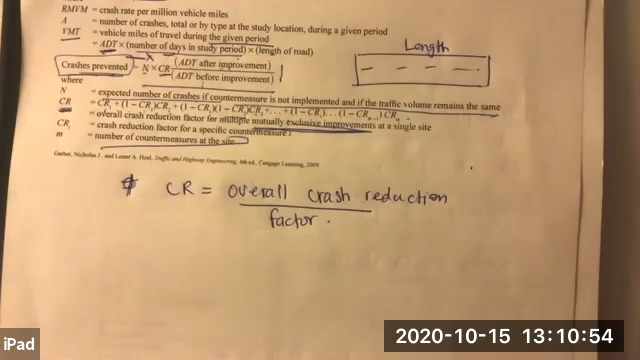 RMVM = crash rate per million vehicle miles
A = number of crashes, total or by type at the study location, during a given period
VMT = vehicle miles of travel during the given period
= ADT × (number of days in study period) × (length of road)
Length
Crashes prevented = N × CR (ADT after improvement)
(ADT before improvement)
where
N = expected number of crashes if countermeasure is not implemented and if the traffic volume remains the same
CR = CR₁ + (1 – CR₁)CR₂ + (1 – CR₁)(1 – CR₂)CR₃ + . . . + (1 – CR₁). . . (1 – CRₘ₋₁) CRₘ
= overall crash reduction factor for multiple mutually exclusive improvements at a single site
CRᵢ = crash reduction factor for a specific countermeasure i
m = number of countermeasures at the site
Garber, Nicholas J., and Lester A. Hoel, Traffic and Highway Engineering, 4th ed., Cengage Learning, 2009
CR = overall crash reduction
factor.
iPad
2020-10-15 13:10:54